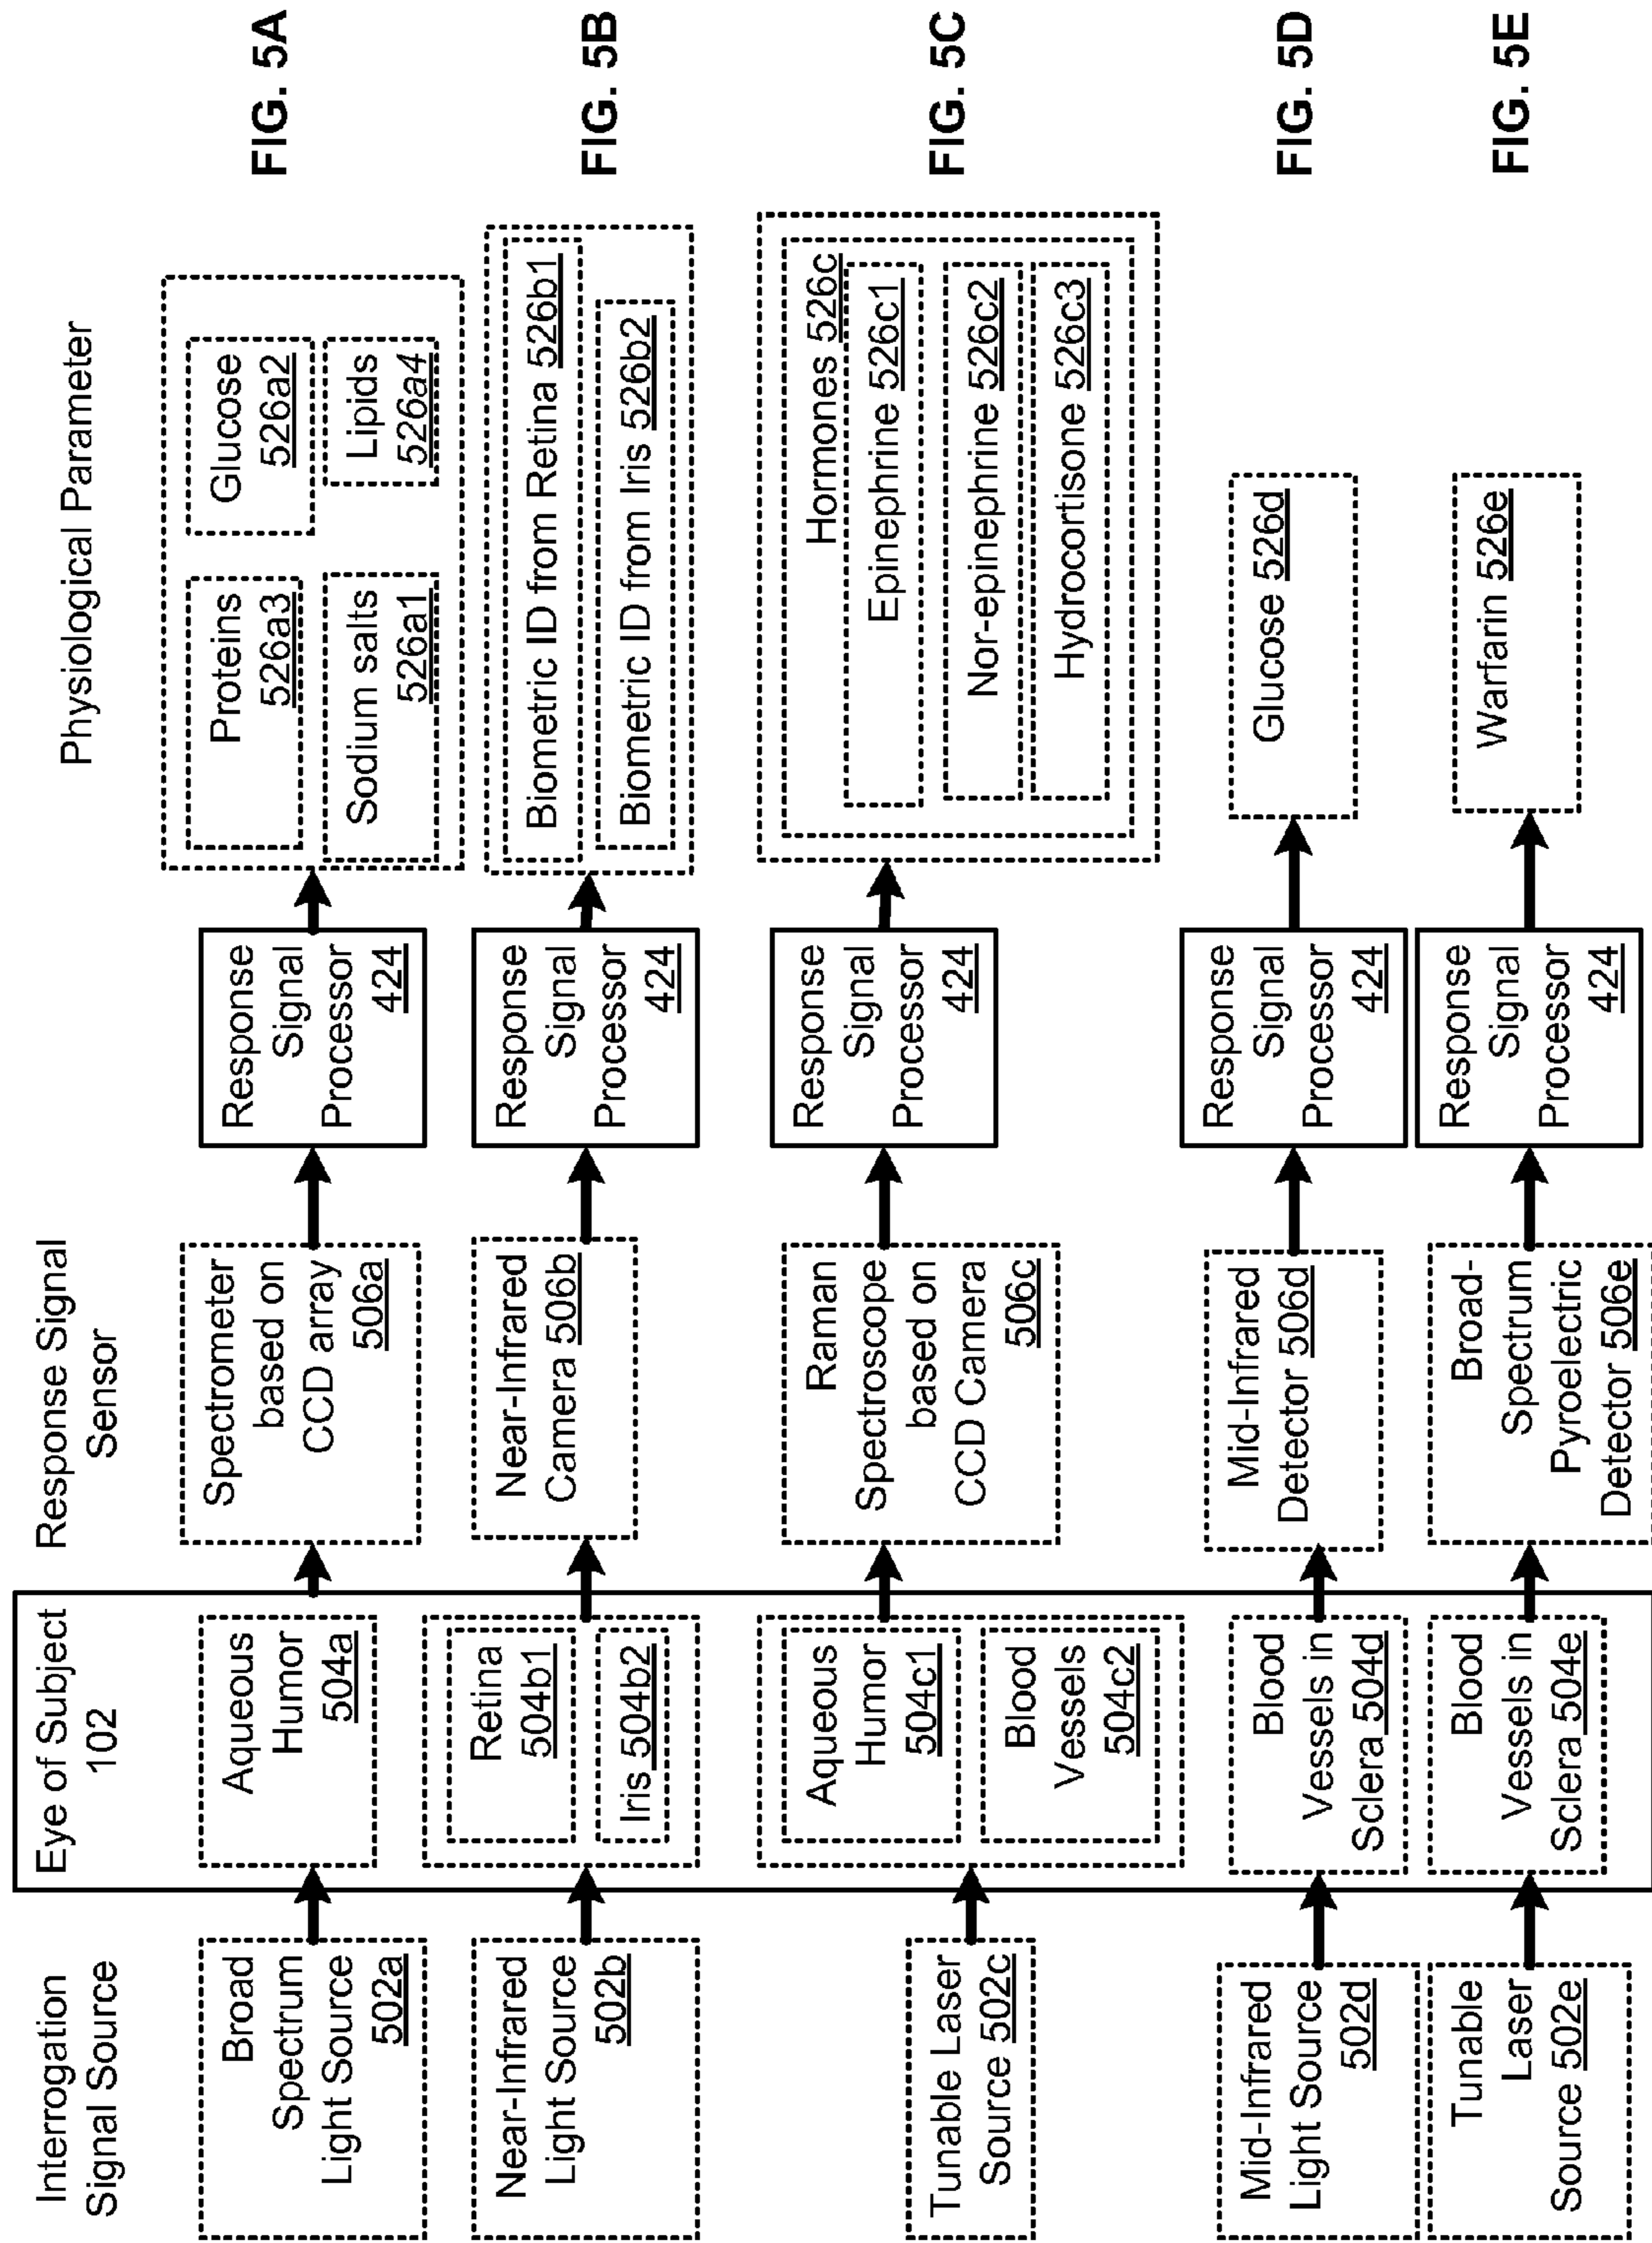 Interrogation
Signal Source
Eye of Subject
102
Response Signal
Sensor
Physiological Parameter
Broad
Spectrum
Light Source
502a
Aqueous
Humor
504a
Spectrometer
based on
CCD array
506a
Response
Signal
Processor
424
Proteins
526a3
Glucose
526a2
Sodium salts
526a1
Lipids
526a4
FIG. 5A
Near-Infrared
Light Source
502b
Retina
504b1
Iris 504b2
Near-Infrared
Camera 506b
Response
Signal
Processor
424
Biometric ID from Retina 526b1
Biometric ID from Iris 526b2
FIG. 5B
Tunable Laser
Source 502c
Aqueous
Humor
504c1
Blood
Vessels
504c2
Raman
Spectroscope
based on
CCD Camera
506c
Response
Signal
Processor
424
Hormones 526c
Epinephrine 526c1
Nor-epinephrine 526c2
Hydrocortisone 526c3
FIG. 5C
Mid-Infrared
Light Source
502d
Blood
Vessels in
Sclera 504d
Mid-Infrared
Detector 506d
Response
Signal
Processor
424
Glucose 526d
FIG. 5D
Tunable
Laser
Source 502e
Blood
Vessels in
Sclera 504e
Broad-
Spectrum
Pyroelectric
Detector 506e
Response
Signal
Processor
424
Warfarin 526e
FIG. 5E